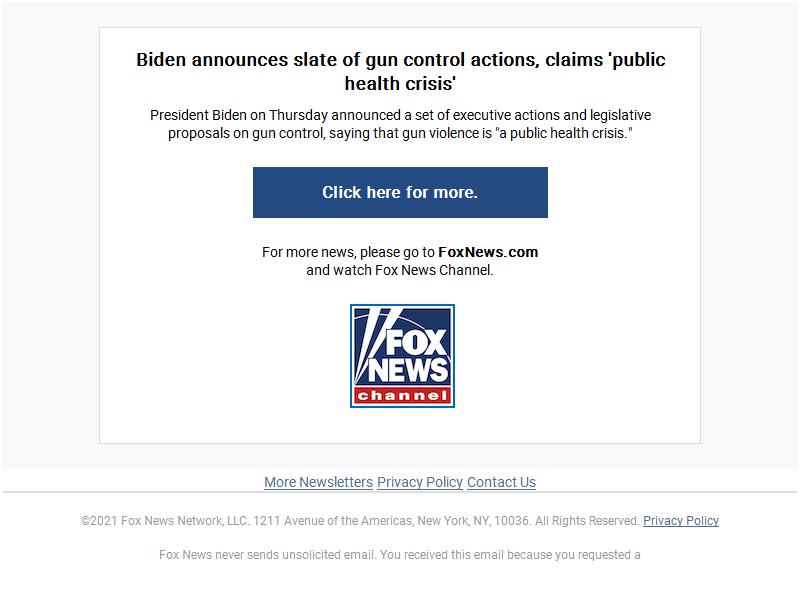 Biden announces slate of gun control actions, claims 'public
health crisis'
President Biden on Thursday announced a set of executive actions and legislative
proposals on gun control, saying that gun violence is "a public health crisis."
Click here for more.
For more news, please go to FoxNews.com
and watch Fox News Channel.
FOX
NEWS
channel
More Newsletters Privacy Policy Contact Us
©2021 Fox News Network, LLC. 1211 Avenue of the Americas, New York, NY, 10036. All Rights Reserved. Privacy Policy
Fox News never sends unsolicited email. You received this email because you requested a